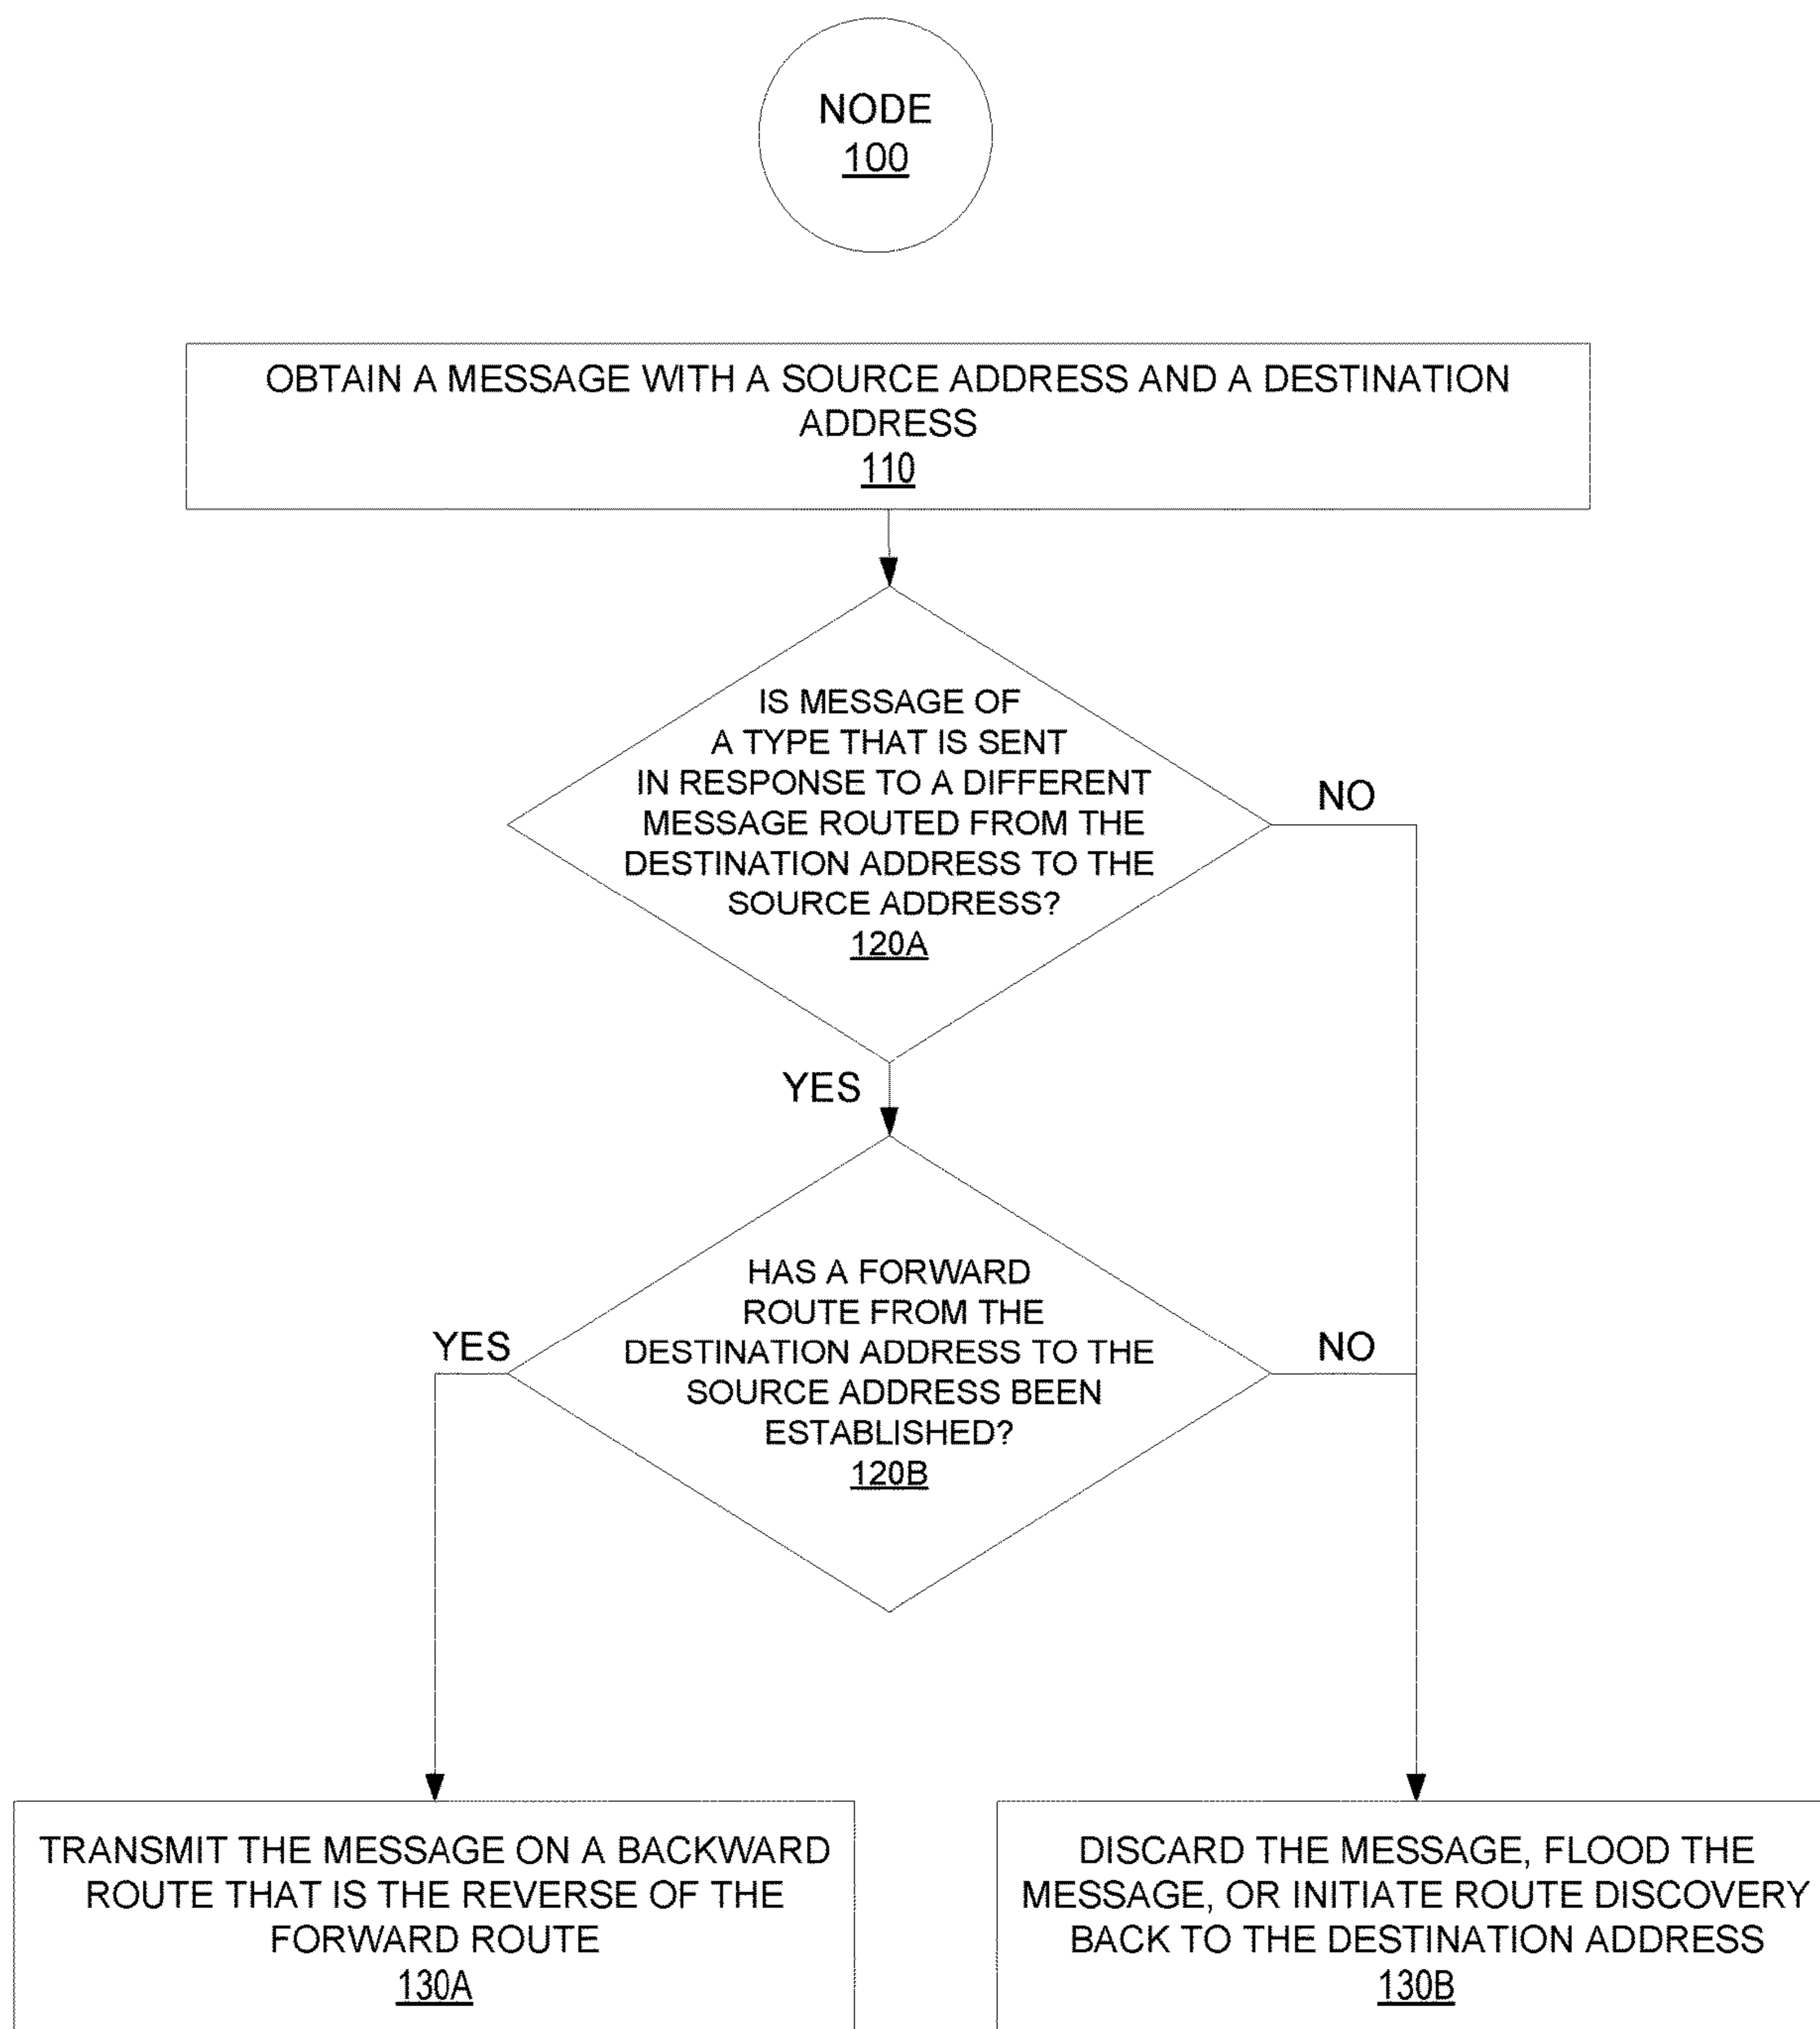 NODE
100
OBTAIN A MESSAGE WITH A SOURCE ADDRESS AND A DESTINATION
ADDRESS
110
IS MESSAGE OF
A TYPE THAT IS SENT
IN RESPONSE TO A DIFFERENT
MESSAGE ROUTED FROM THE
DESTINATION ADDRESS TO THE
SOURCE ADDRESS?
120A
NO
YES
HAS A FORWARD
ROUTE FROM THE
DESTINATION ADDRESS TO THE
SOURCE ADDRESS BEEN
ESTABLISHED?
120B
YES
NO
TRANSMIT THE MESSAGE ON A BACKWARD
ROUTE THAT IS THE REVERSE OF THE
FORWARD ROUTE
130A
DISCARD THE MESSAGE, FLOOD THE
MESSAGE, OR INITIATE ROUTE DISCOVERY
BACK TO THE DESTINATION ADDRESS
130B